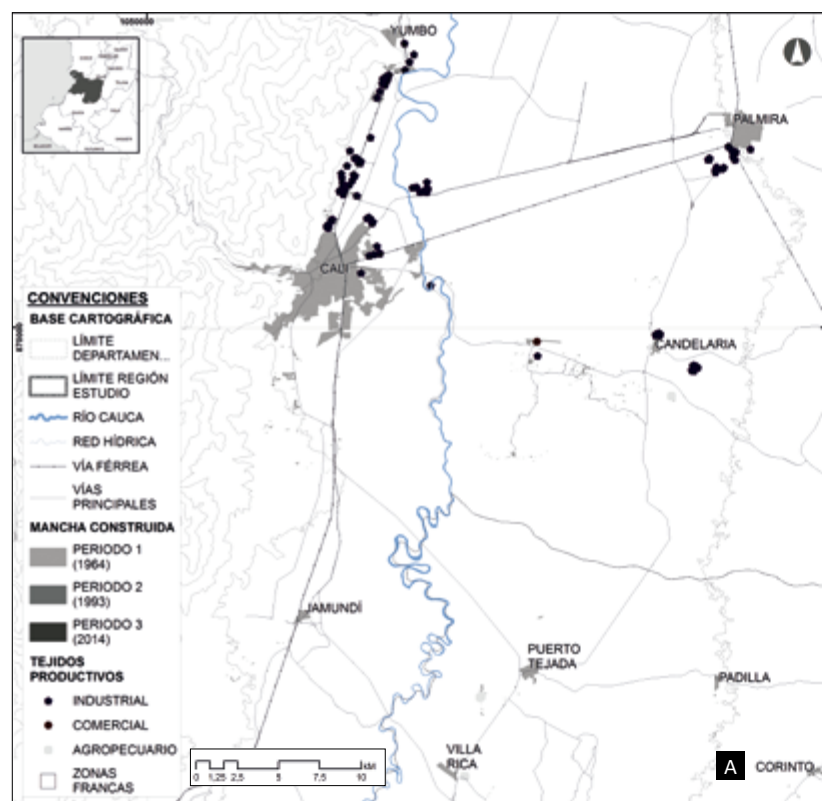 1050000
YUMBO
PALMIRA
CALI
CANDELARIA
870000
CONVENCIONES
BASE CARTOGRÁFICA
LÍMITE
DEPARTAMEN...
LÍMITE REGIÓN
ESTUDIO
RÍO CAUCA
RED HÍDRICA
VÍA FÉRREA
VÍAS
PRINCIPALES
MANCHA CONSTRUIDA
PERIODO 1
(1964)
PERIODO 2
(1993)
PERIODO 3
(2014)
TEJIDOS
PRODUCTIVOS
INDUSTRIAL
COMERCIAL
AGROPECUARIO
ZONAS
FRANCAS
JAMUNDÍ
PUERTO
TEJADA
PADILLA
VILLA
RICA
A
CORINTO
KM
0 1,25 2,5 5 7,5 10